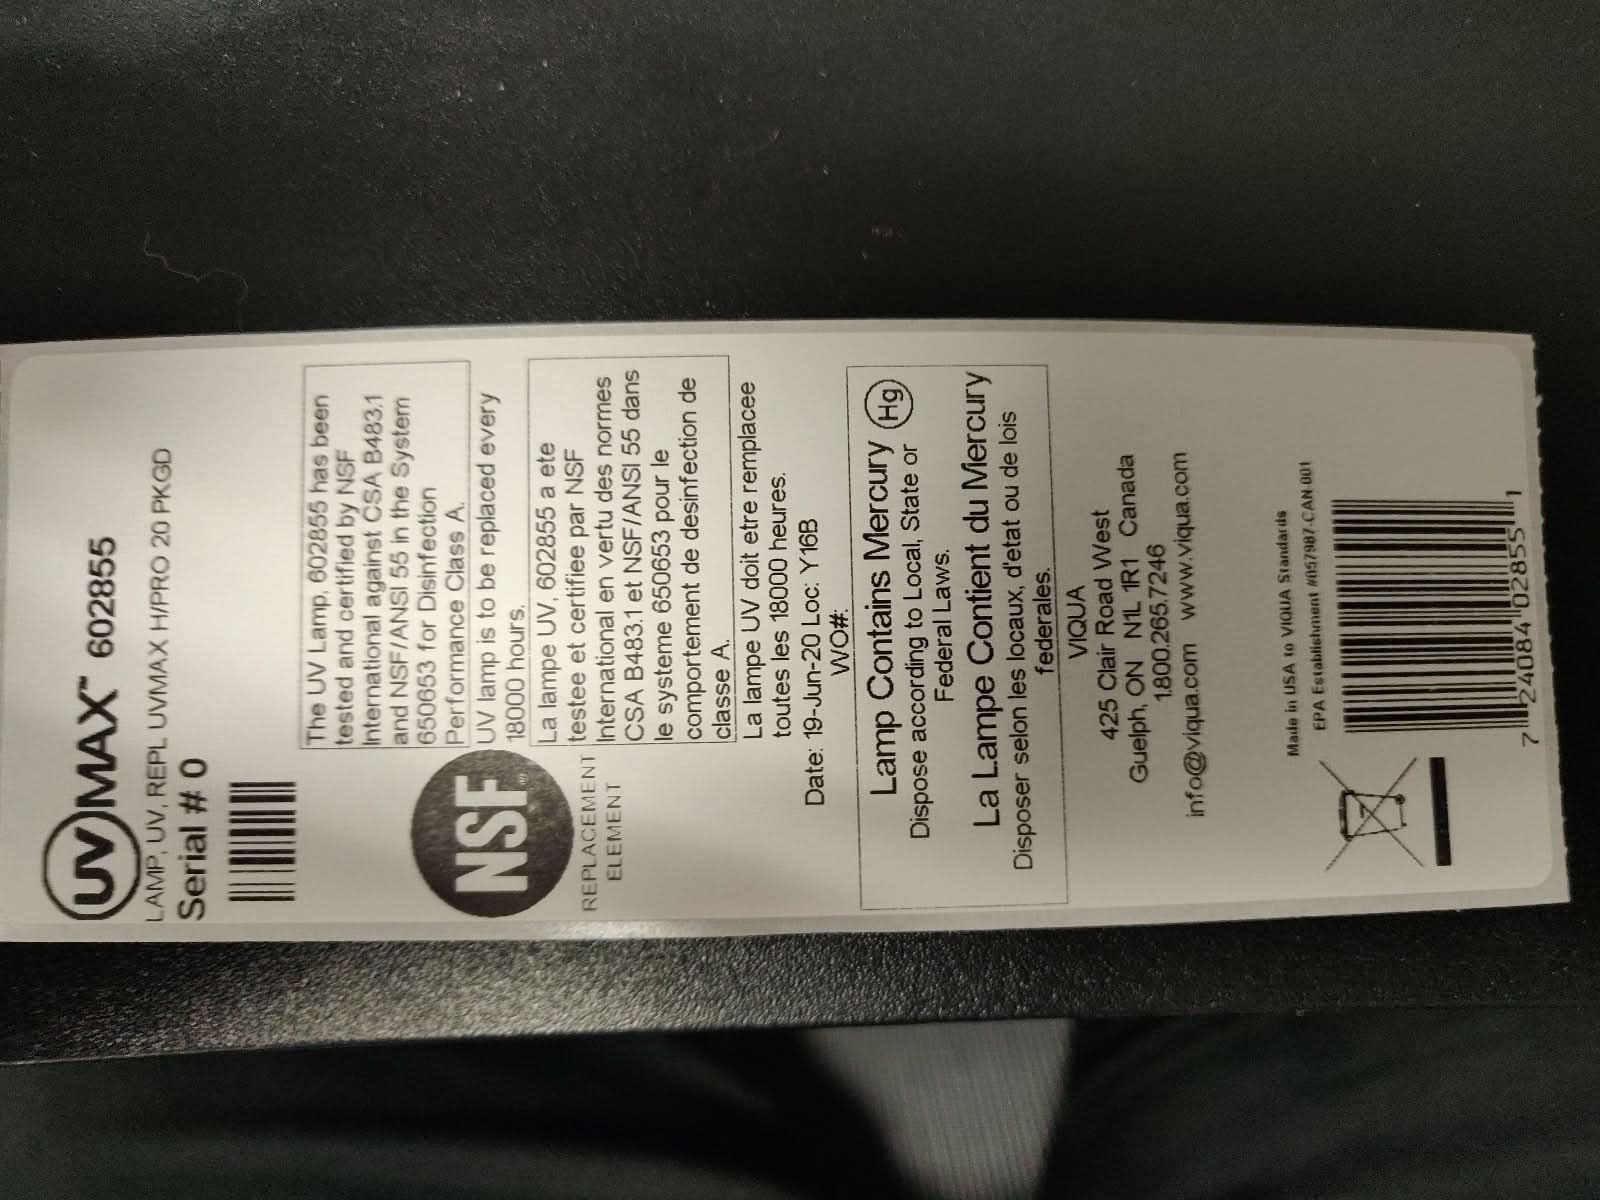 UV MAX™ 602855
LAMP, UV, REPL UVMAX H/PRO 20 PKGD
Serial # 0
The UV Lamp, 602855 has been
tested and certified by NSF
International against CSA B483.1
and NSF/ANSI 55 in the System
650653 for Disinfection
Performance Class A.
UV lamp is to be replaced every
18000 hours.
NSF
REPLACEMENT
ELEMENT
La lampe UV, 602855 a ete
testee et certifiee par NSF
International en vertu des normes
CSA B483.1 et NSF/ANSI 55 dans
le systeme 650653 pour le
comportement de desinfection de
classe A.
La lampe UV doit etre remplacee
toutes les 18000 heures.
Date: 19-Jun-20 Loc: Y16B
WO#:
Lamp Contains Mercury Hg
Dispose according to Local, State or
Federal Laws.
La Lampe Contient du Mercury
Disposer selon les locaux, d'etat ou de lois
federales.
VIQUA
425 Clair Road West
Guelph, ON N1L 1R1 Canada
1.800.265.7246
info@viqua.com www.viqua.com
Made in USA to VIQUA Standards
EPA Establishment #057987-CAN-001
7 24084 02855 1